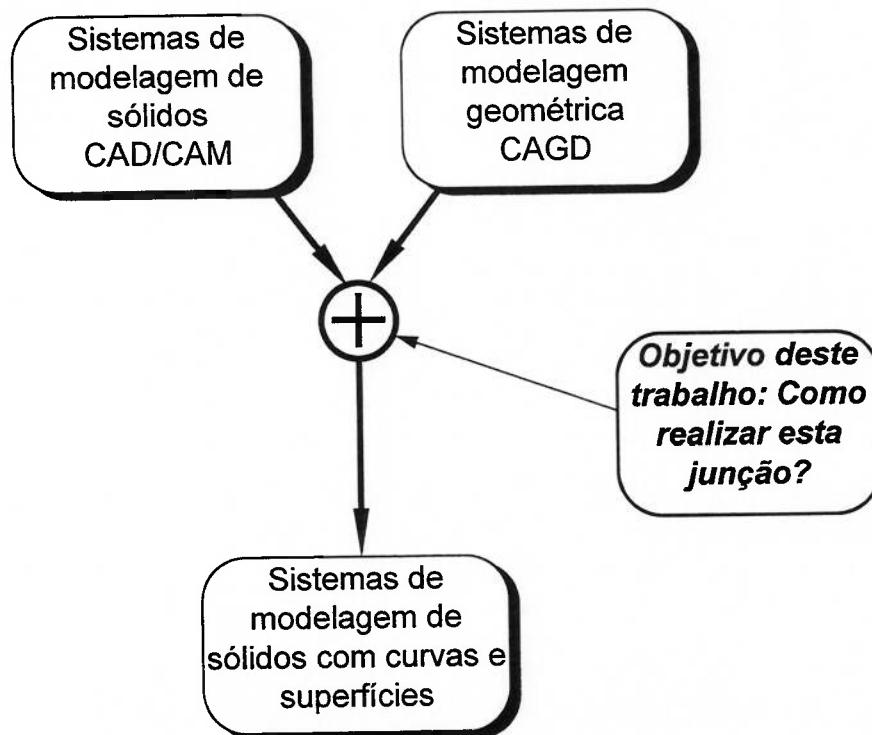 Sistemas de
modelagem de
sólidos
CAD/CAM
Sistemas de
modelagem
geométrica
CAGD
Objetivo deste
trabalho: Como
realizar esta
junção?
Sistemas de
modelagem de
sólidos com curvas e
superfícies